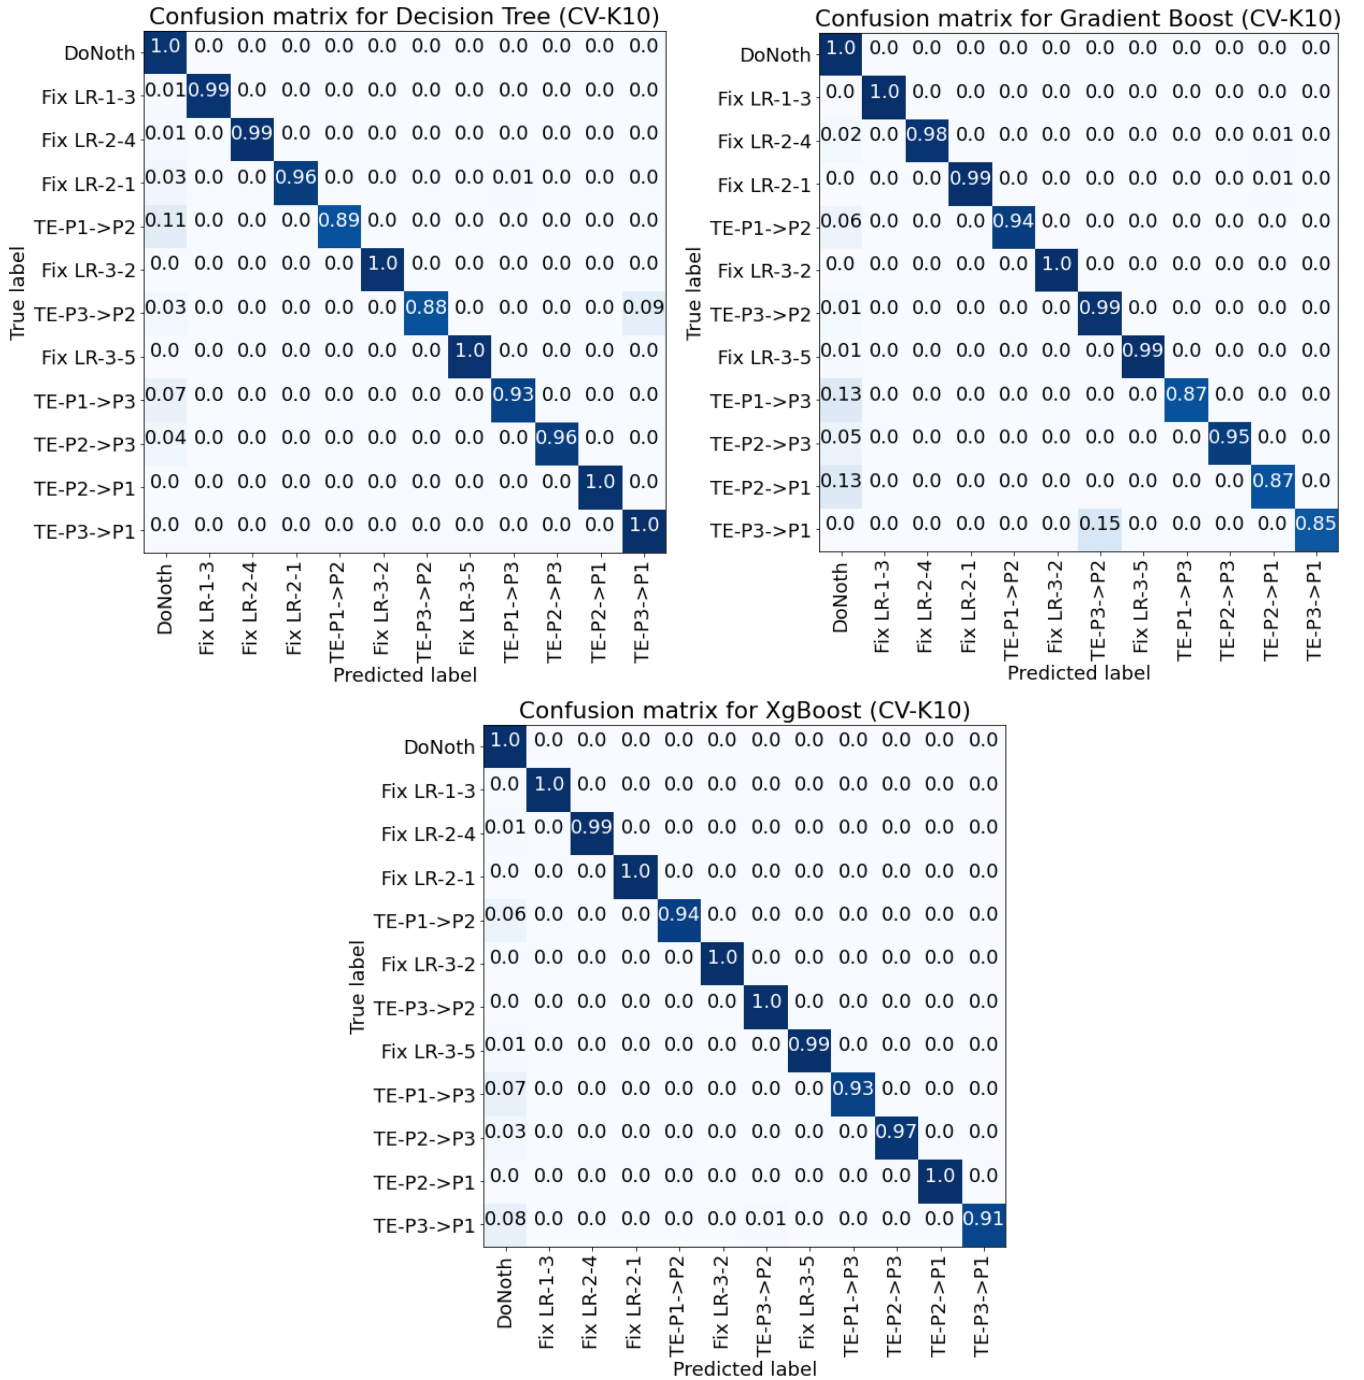 Confusion matrix for Decision Tree (CV-K10)
DoNoth 1.0 0.0 0.0 0.0 0.0 0.0 0.0 0.0 0.0 0.0 0.0 0.0
Fix LR-1-3 0.01 0.99 0.0 0.0 0.0 0.0 0.0 0.0 0.0 0.0 0.0 0.0
Fix LR-2-4 0.01 0.0 0.99 0.0 0.0 0.0 0.0 0.0 0.0 0.0 0.0 0.0
Fix LR-2-1 0.03 0.0 0.0 0.96 0.0 0.0 0.0 0.0 0.01 0.0 0.0 0.0
TE-P1->P2 0.11 0.0 0.0 0.0 0.89 0.0 0.0 0.0 0.0 0.0 0.0 0.0
Fix LR-3-2 0.0 0.0 0.0 0.0 0.0 1.0 0.0 0.0 0.0 0.0 0.0 0.0
TE-P3->P2 0.03 0.0 0.0 0.0 0.0 0.0 0.88 0.0 0.0 0.0 0.0 0.09
Fix LR-3-5 0.0 0.0 0.0 0.0 0.0 0.0 0.0 1.0 0.0 0.0 0.0 0.0
TE-P1->P3 0.07 0.0 0.0 0.0 0.0 0.0 0.0 0.0 0.93 0.0 0.0 0.0
TE-P2->P3 0.04 0.0 0.0 0.0 0.0 0.0 0.0 0.0 0.0 0.96 0.0 0.0
TE-P2->P1 0.0 0.0 0.0 0.0 0.0 0.0 0.0 0.0 0.0 0.0 1.0 0.0
TE-P3->P1 0.0 0.0 0.0 0.0 0.0 0.0 0.0 0.0 0.0 0.0 0.0 1.0
True label
DoNoth Fix LR-1-3 Fix LR-2-4 Fix LR-2-1 TE-P1->P2 Fix LR-3-2 TE-P3->P2 Fix LR-3-5 TE-P1->P3 TE-P2->P3 TE-P2->P1 TE-P3->P1
Predicted label
Confusion matrix for Gradient Boost (CV-K10)
DoNoth 1.0 0.0 0.0 0.0 0.0 0.0 0.0 0.0 0.0 0.0 0.0 0.0
Fix LR-1-3 0.0 1.0 0.0 0.0 0.0 0.0 0.0 0.0 0.0 0.0 0.0 0.0
Fix LR-2-4 0.02 0.0 0.98 0.0 0.0 0.0 0.0 0.0 0.0 0.0 0.01 0.0
Fix LR-2-1 0.0 0.0 0.0 0.99 0.0 0.0 0.0 0.0 0.0 0.0 0.01 0.0
TE-P1->P2 0.06 0.0 0.0 0.0 0.94 0.0 0.0 0.0 0.0 0.0 0.0 0.0
Fix LR-3-2 0.0 0.0 0.0 0.0 0.0 1.0 0.0 0.0 0.0 0.0 0.0 0.0
TE-P3->P2 0.01 0.0 0.0 0.0 0.0 0.0 0.99 0.0 0.0 0.0 0.0 0.0
Fix LR-3-5 0.01 0.0 0.0 0.0 0.0 0.0 0.0 0.99 0.0 0.0 0.0 0.0
TE-P1->P3 0.13 0.0 0.0 0.0 0.0 0.0 0.0 0.0 0.87 0.0 0.0 0.0
TE-P2->P3 0.05 0.0 0.0 0.0 0.0 0.0 0.0 0.0 0.0 0.95 0.0 0.0
TE-P2->P1 0.13 0.0 0.0 0.0 0.0 0.0 0.0 0.0 0.0 0.0 0.87 0.0
TE-P3->P1 0.0 0.0 0.0 0.0 0.0 0.0 0.15 0.0 0.0 0.0 0.0 0.85
True label
DoNoth Fix LR-1-3 Fix LR-2-4 Fix LR-2-1 TE-P1->P2 Fix LR-3-2 TE-P3->P2 Fix LR-3-5 TE-P1->P3 TE-P2->P3 TE-P2->P1 TE-P3->P1
Predicted label
Confusion matrix for XgBoost (CV-K10)
DoNoth 1.0 0.0 0.0 0.0 0.0 0.0 0.0 0.0 0.0 0.0 0.0 0.0
Fix LR-1-3 0.0 1.0 0.0 0.0 0.0 0.0 0.0 0.0 0.0 0.0 0.0 0.0
Fix LR-2-4 0.01 0.0 0.99 0.0 0.0 0.0 0.0 0.0 0.0 0.0 0.0 0.0
Fix LR-2-1 0.0 0.0 0.0 1.0 0.0 0.0 0.0 0.0 0.0 0.0 0.0 0.0
TE-P1->P2 0.06 0.0 0.0 0.0 0.94 0.0 0.0 0.0 0.0 0.0 0.0 0.0
Fix LR-3-2 0.0 0.0 0.0 0.0 0.0 1.0 0.0 0.0 0.0 0.0 0.0 0.0
TE-P3->P2 0.0 0.0 0.0 0.0 0.0 0.0 1.0 0.0 0.0 0.0 0.0 0.0
Fix LR-3-5 0.01 0.0 0.0 0.0 0.0 0.0 0.0 0.99 0.0 0.0 0.0 0.0
TE-P1->P3 0.07 0.0 0.0 0.0 0.0 0.0 0.0 0.0 0.93 0.0 0.0 0.0
TE-P2->P3 0.03 0.0 0.0 0.0 0.0 0.0 0.0 0.0 0.0 0.97 0.0 0.0
TE-P2->P1 0.0 0.0 0.0 0.0 0.0 0.0 0.0 0.0 0.0 0.0 1.0 0.0
TE-P3->P1 0.08 0.0 0.0 0.0 0.0 0.0 0.01 0.0 0.0 0.0 0.0 0.91
True label
DoNoth Fix LR-1-3 Fix LR-2-4 Fix LR-2-1 TE-P1->P2 Fix LR-3-2 TE-P3->P2 Fix LR-3-5 TE-P1->P3 TE-P2->P3 TE-P2->P1 TE-P3->P1
Predicted label